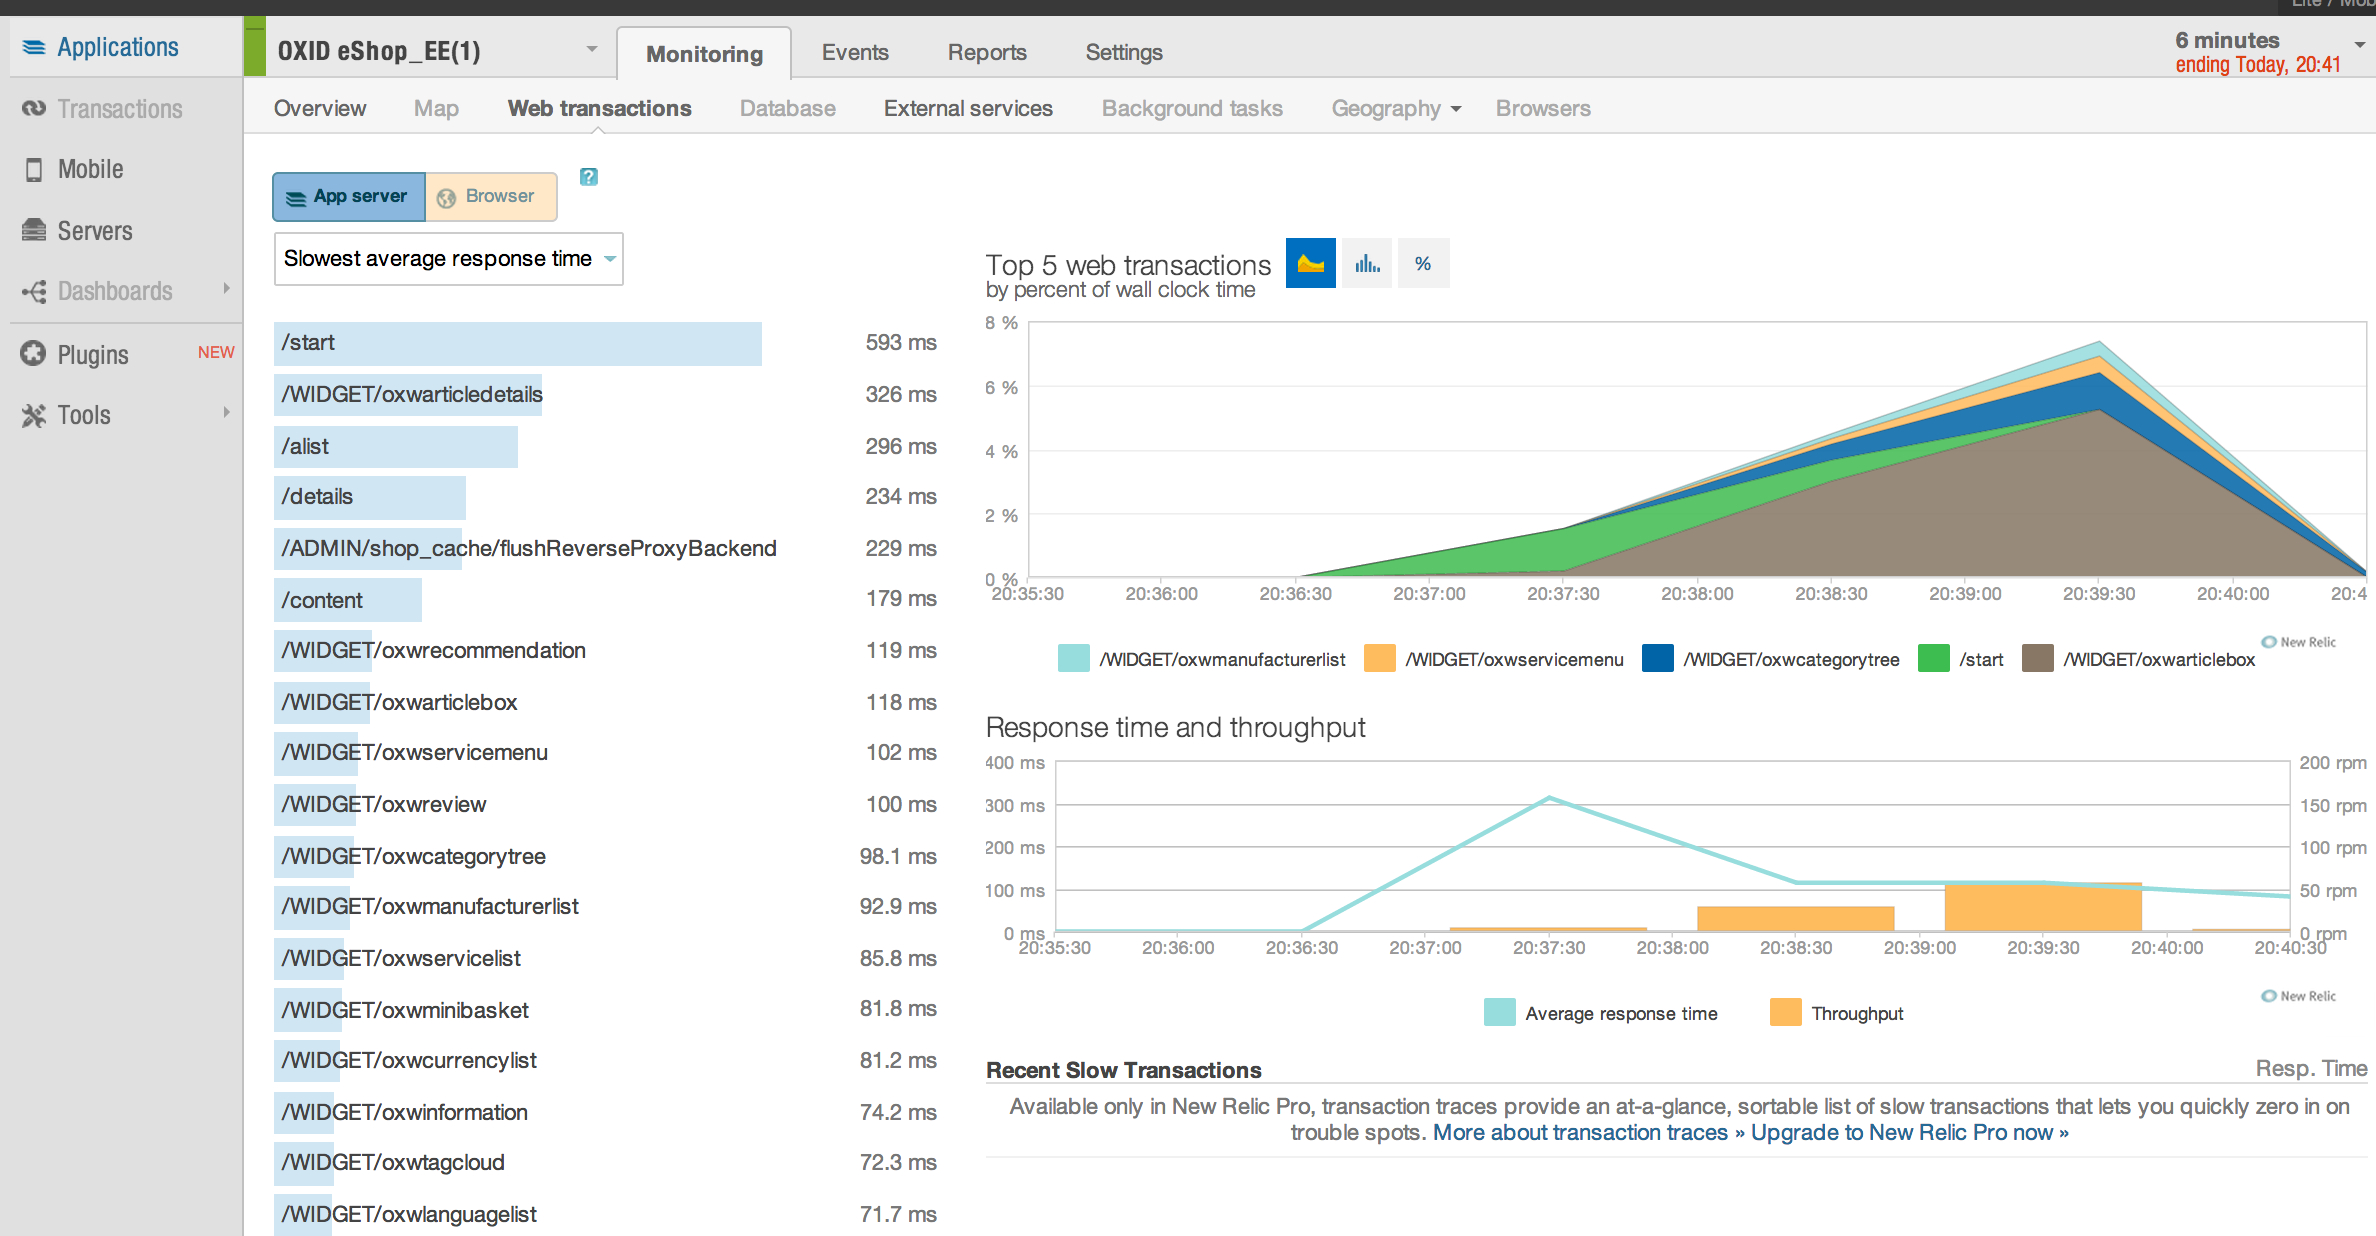 Applications
Transactions
Mobile
Servers
Dashboards
Plugins NEW
Tools
OXID eShop_EE(1)
Monitoring Events Reports Settings
6 minutes
ending Today, 20:41
Overview Map Web transactions Database External services Background tasks Geography Browsers
App server Browser ?
Slowest average response time
/start 593 ms
/WIDGET/oxwarticledetails 326 ms
/alist 296 ms
/details 234 ms
/ADMIN/shop_cache/flushReverseProxyBackend 229 ms
/content 179 ms
/WIDGET/oxwrecommendation 119 ms
/WIDGET/oxwarticlebox 118 ms
/WIDGET/oxwservicemenu 102 ms
/WIDGET/oxwreview 100 ms
/WIDGET/oxwcategorytree 98.1 ms
/WIDGET/oxwmanufacturerlist 92.9 ms
/WIDGET/oxwservicelist 85.8 ms
/WIDGET/oxwminibasket 81.8 ms
/WIDGET/oxwcurrencylist 81.2 ms
/WIDGET/oxwinformation 74.2 ms
/WIDGET/oxwtagcloud 72.3 ms
/WIDGET/oxwlanguagelist 71.7 ms
Top 5 web transactions
by percent of wall clock time
%
8 %
6 %
4 %
2 %
0 %
20:35:30 20:36:00 20:36:30 20:37:00 20:37:30 20:38:00 20:38:30 20:39:00 20:39:30 20:40:00 20:4
/WIDGET/oxwmanufacturerlist /WIDGET/oxwservicemenu /WIDGET/oxwcategorytree /start /WIDGET/oxwarticlebox
New Relic
Response time and throughput
400 ms 200 rpm
300 ms 150 rpm
200 ms 100 rpm
100 ms 50 rpm
0 ms 0 rpm
20:35:30 20:36:00 20:36:30 20:37:00 20:37:30 20:38:00 20:38:30 20:39:00 20:39:30 20:40:00 20:40:30
New Relic
Average response time Throughput
Recent Slow Transactions Resp. Time
Available only in New Relic Pro, transaction traces provide an at-a-glance, sortable list of slow transactions that lets you quickly zero in on
trouble spots. More about transaction traces » Upgrade to New Relic Pro now »